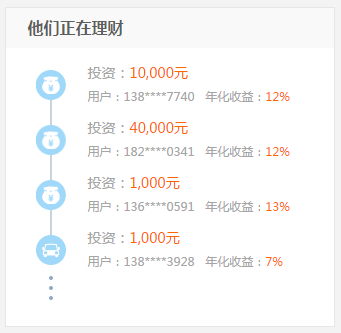 他们正在理财
投资：10,000元
用户：138****7740 年化收益：12%
投资：40,000元
用户：182****0341 年化收益：12%
投资：1,000元
用户：136****0591 年化收益：13%
投资：1,000元
用户：138****3928 年化收益：7%